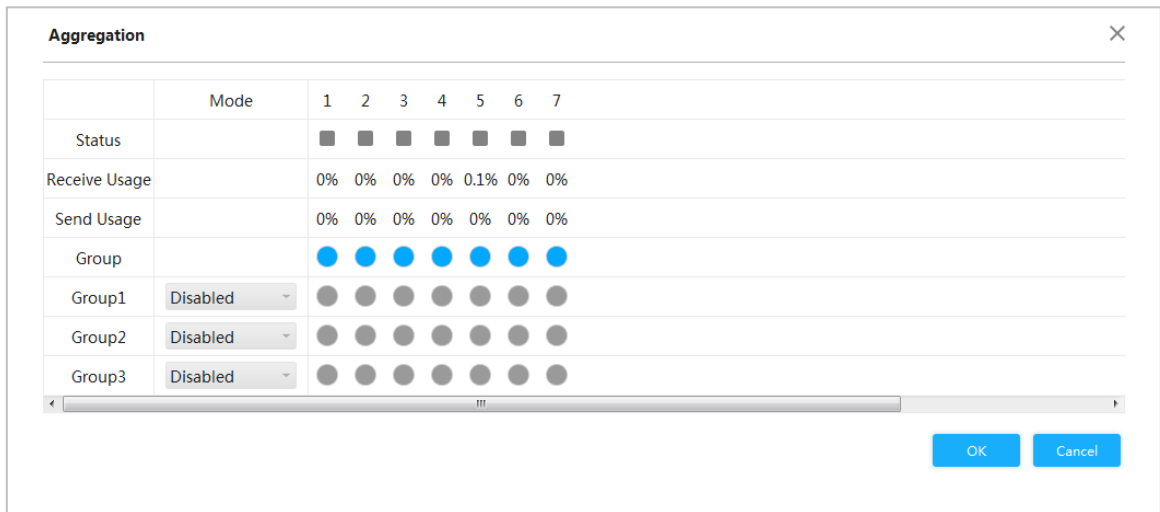 Aggregation
Mode 1 2 3 4 5 6 7
Status
Receive Usage 0% 0% 0% 0% 0.1% 0% 0%
Send Usage 0% 0% 0% 0% 0% 0% 0%
Group
Group1 Disabled
Group2 Disabled
Group3 Disabled
OK Cancel